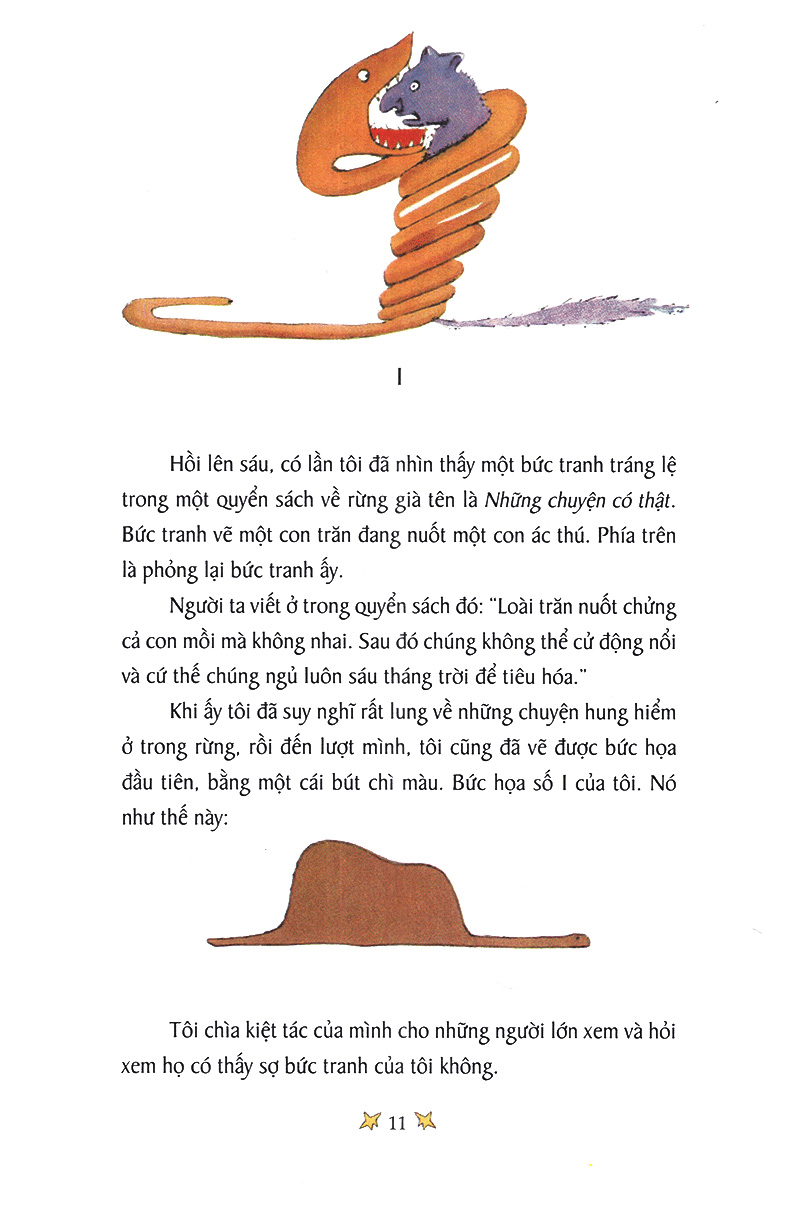 I
Hồi lên sáu, có lần tôi đã nhìn thấy một bức tranh tráng lệ
trong một quyển sách về rừng già tên là Những chuyện có thật.
Bức tranh vẽ một con trăn đang nuốt một con ác thú. Phía trên
là phỏng lại bức tranh ấy.
Người ta viết ở trong quyển sách đó: "Loài trăn nuốt chửng
cả con mồi mà không nhai. Sau đó chúng không thể cử động nổi
và cứ thế chúng ngủ luôn sáu tháng trời để tiêu hóa."
Khi ấy tôi đã suy nghĩ rất lung về những chuyện hung hiểm
ở trong rừng, rồi đến lượt mình, tôi cũng đã vẽ được bức họa
đầu tiên, bằng một cái bút chì màu. Bức họa số I của tôi. Nó
như thế này:
Tôi chìa kiệt tác của mình cho những người lớn xem và hỏi
xem họ có thấy sợ bức tranh của tôi không.
11